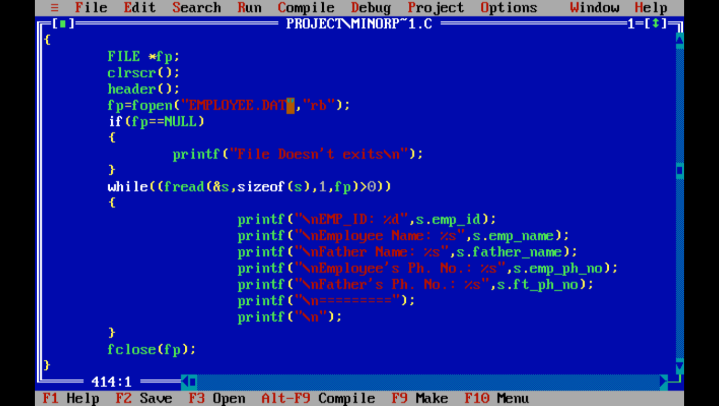 ≡ File Edit Search Run Compile Debug Project Options Window Help
[■] PROJECT\MINORP~1.C 1=[↕]
{
FILE *fp;
clrscr();
header();
fp=fopen("EMPLOYEE.DAT","rb");
if(fp==NULL)
{
printf("File Doesn't exits\n");
}
while((fread(&s,sizeof(s),1,fp)>0))
{
printf("\nEMP_ID: %d",s.emp_id);
printf("\nEmployee Name: %s",s.emp_name);
printf("\nFather Name: %s",s.father_name);
printf("\nEmployee's Ph. No.: %s",s.emp_ph_no);
printf("\nFather's Ph. No.: %s",s.ft_ph_no);
printf("\n=========");
printf("\n");
}
fclose(fp);
}
414:1
F1 Help F2 Save F3 Open Alt-F9 Compile F9 Make F10 Menu